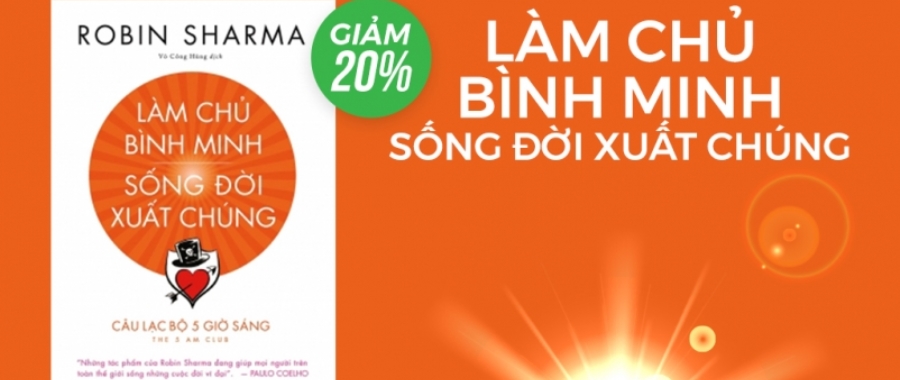 ROBIN SHARMA
Võ Công Hùng dịch
LÀM CHỦ
BÌNH MINH
SỐNG ĐỜI
XUẤT CHÚNG
CÂU LẠC BỘ 5 GIỜ SÁNG
THE 5 AM CLUB
"Những tác phẩm của Robin Sharma đang giúp mọi người trên
toàn thế giới sống những cuộc đời vĩ đại". — PAULO COELHO
GIẢM
20%
LÀM CHỦ
BÌNH MINH
SỐNG ĐỜI XUẤT CHÚNG